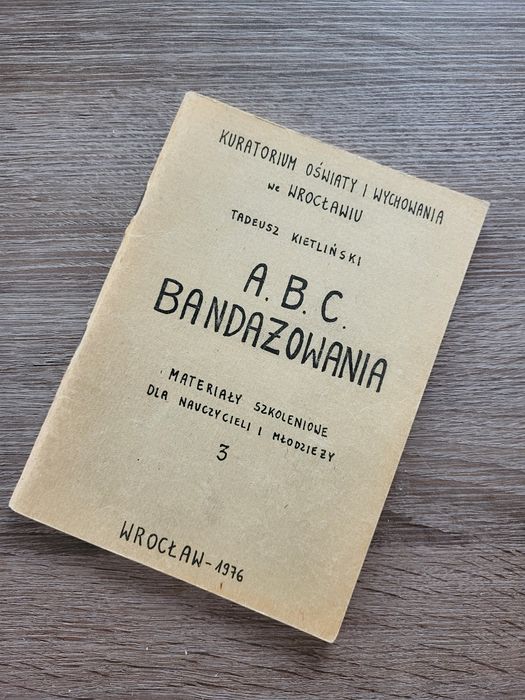 KURATORIUM OŚWIATY I WYCHOWANIA
we WROCŁAWIU
TADEUSZ KIETLIŃSKI
A.B.C.
BANDAŻOWANIA
MATERIAŁY SZKOLENIOWE
DLA NAUCZYCIELI I MŁODZIEŻY
3
WROCŁAW-1976